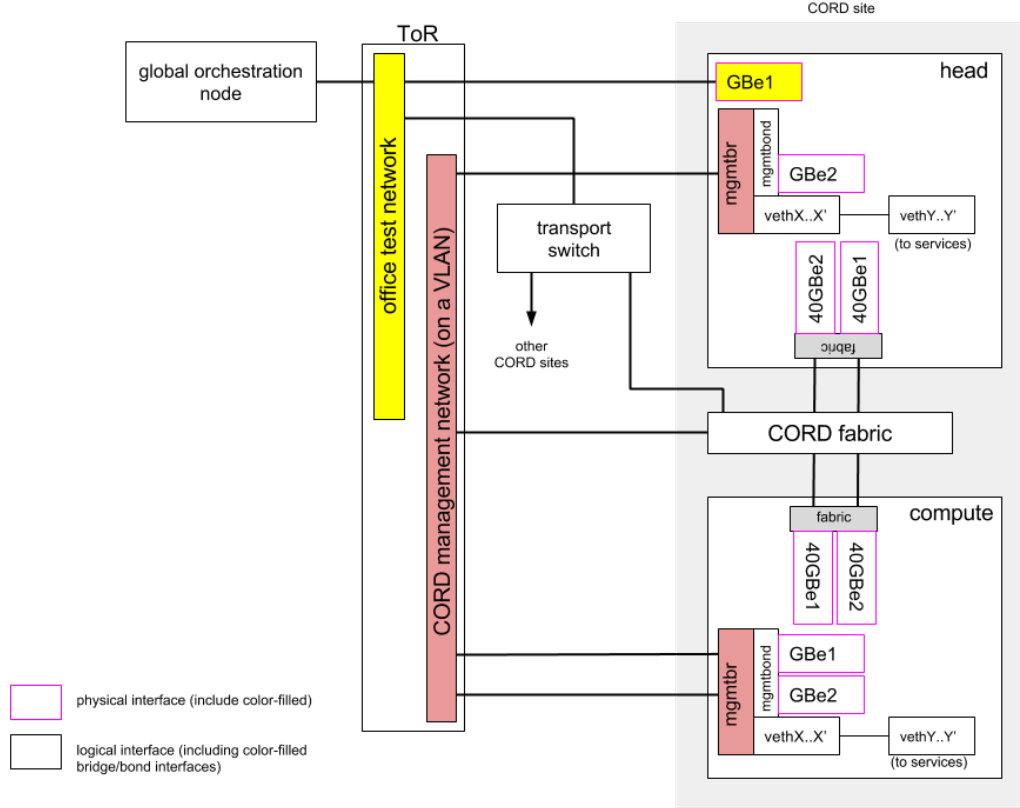 CORD site
ToR
global orchestration
node
office test network
CORD management network (on a VLAN)
transport
switch
other
CORD sites
head
GBe1
mgmtbr
mgmtbond
GBe2
vethX..X'
vethY..Y'
(to services)
40GBe2
40GBe1
fabric
CORD fabric
compute
fabric
40GBe1
40GBe2
mgmtbr
mgmtbond
GBe1
GBe2
vethX..X'
vethY..Y'
(to services)
physical interface (include color-filled)
logical interface (including color-filled
bridge/bond interfaces)